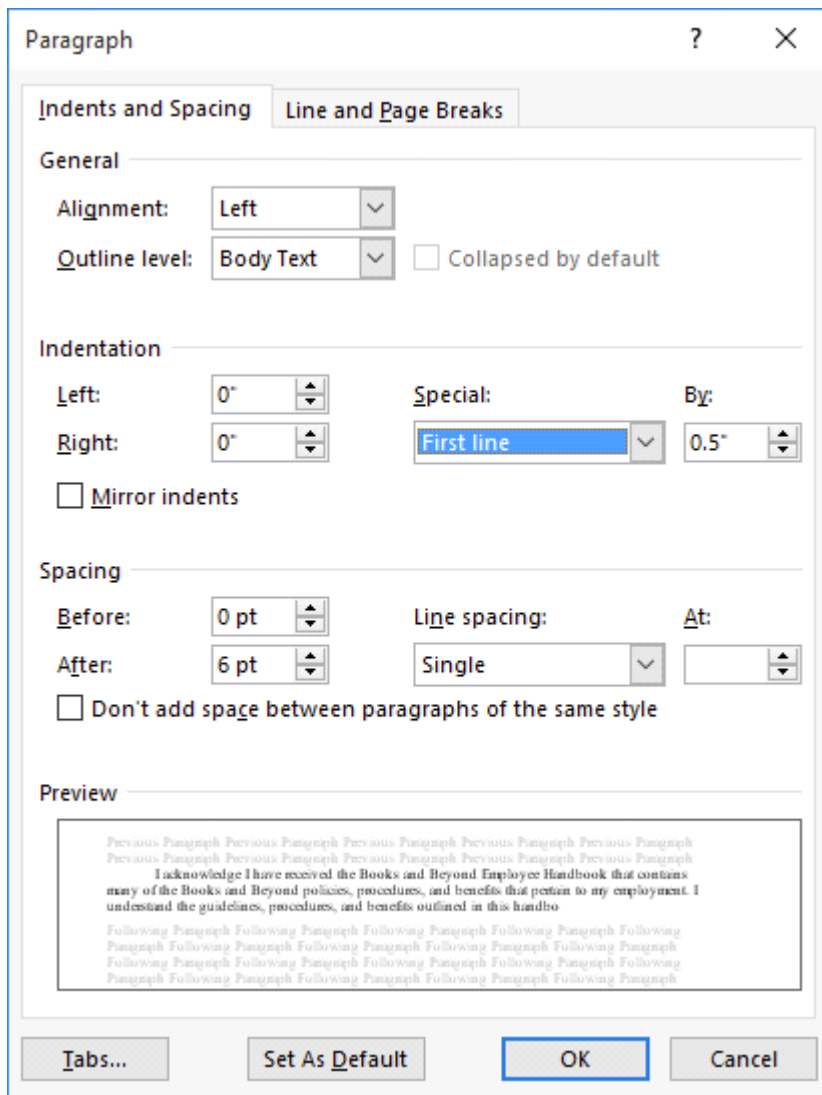 Paragraph ? ×
Indents and Spacing Line and Page Breaks
General
Alignment: Left
Outline level: Body Text Collapsed by default
Indentation
Left: 0" Special: By:
Right: 0" First line 0.5"
Mirror indents
Spacing
Before: 0 pt Line spacing: At:
After: 6 pt Single
Don't add space between paragraphs of the same style
Preview
Previous Paragraph Previous Paragraph Previous Paragraph Previous Paragraph Previous Paragraph
Previous Paragraph Previous Paragraph Previous Paragraph Previous Paragraph Previous Paragraph
I acknowledge I have received the Books and Beyond Employee Handbook that contains
many of the Books and Beyond policies, procedures, and benefits that pertain to my employment. I
understand the guidelines, procedures, and benefits outlined in this handbo
Following Paragraph Following Paragraph Following Paragraph Following Paragraph Following
Paragraph Following Paragraph Following Paragraph Following Paragraph Following Paragraph
Following Paragraph Following Paragraph Following Paragraph Following Paragraph Following
Paragraph Following Paragraph Following Paragraph Following Paragraph Following Paragraph
Tabs... Set As Default OK Cancel